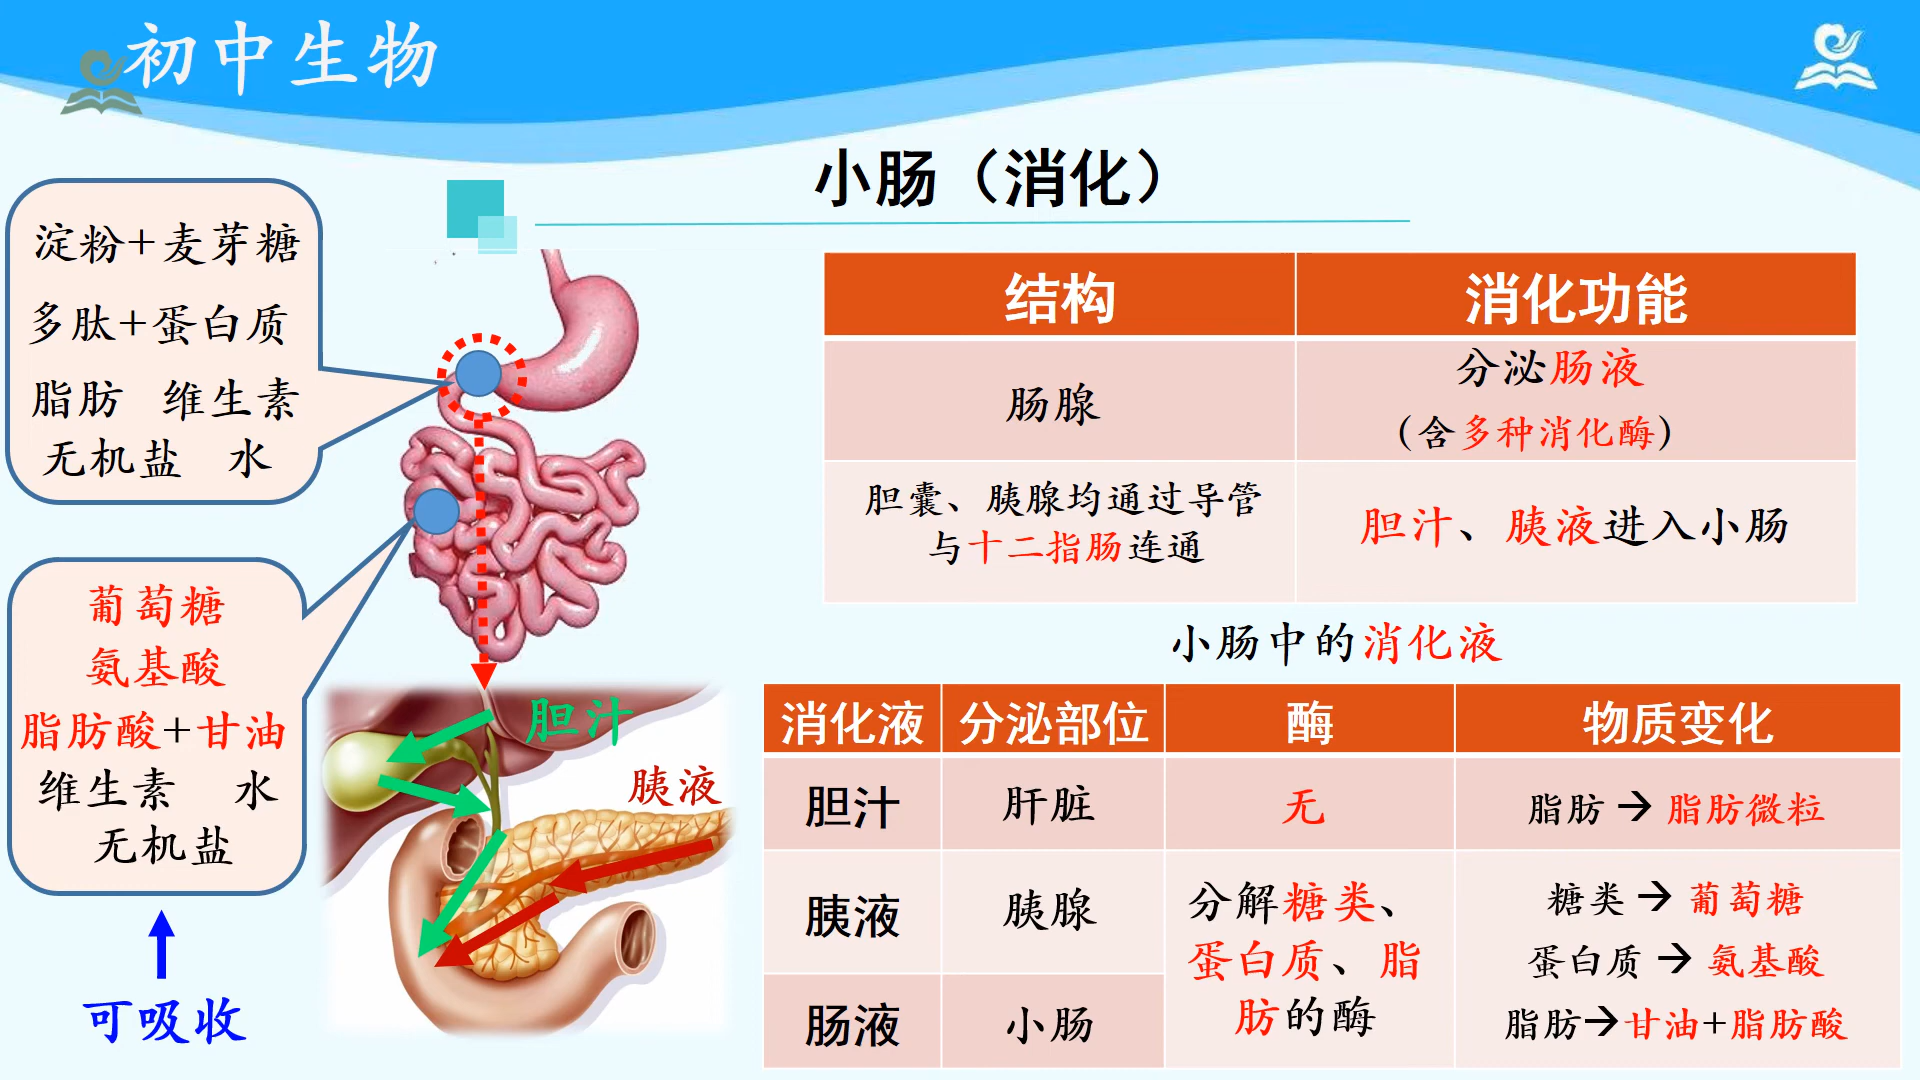 初中生物
小肠（消化）
淀粉+麦芽糖
多肽+蛋白质
脂肪 维生素
无机盐 水
葡萄糖
氨基酸
脂肪酸+甘油
维生素 水
无机盐
可吸收
胆汁
胰液
结构 消化功能
肠腺
分泌肠液
（含多种消化酶）
胆囊、胰腺均通过导管
与十二指肠连通
胆汁、胰液进入小肠
小肠中的消化液
消化液 分泌部位 酶 物质变化
胆汁 肝脏 无 脂肪→脂肪微粒
胰液 胰腺
分解糖类、
蛋白质、脂
肪的酶
糖类→葡萄糖
蛋白质→氨基酸
脂肪→甘油+脂肪酸
肠液 小肠